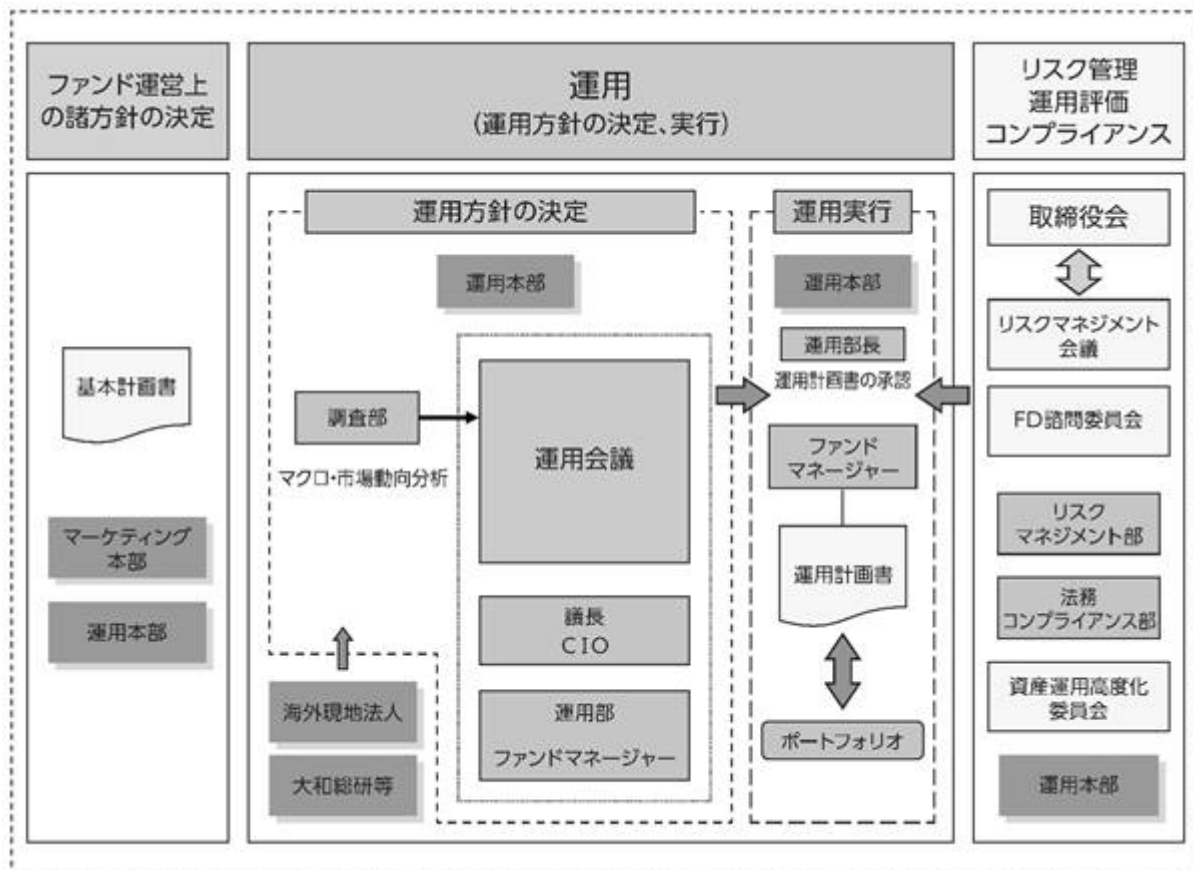 ファンド運営上
の諸方針の決定
運用
(運用方針の決定、実行)
リスク管理
運用評価
コンプライアンス
基本計画書
マーケティング
本部
運用本部
運用方針の決定
運用本部
調査部
マクロ・市場動向分析
運用会議
議長
CIO
運用部
ファンドマネージャー
海外現地法人
大和総研等
運用実行
運用本部
運用部長
運用計画書の承認
ファンド
マネージャー
運用計画書
ポートフォリオ
取締役会
リスクマネジメント
会議
FD諮問委員会
リスク
マネジメント部
法務
コンプライアンス部
資産運用高度化
委員会
運用本部